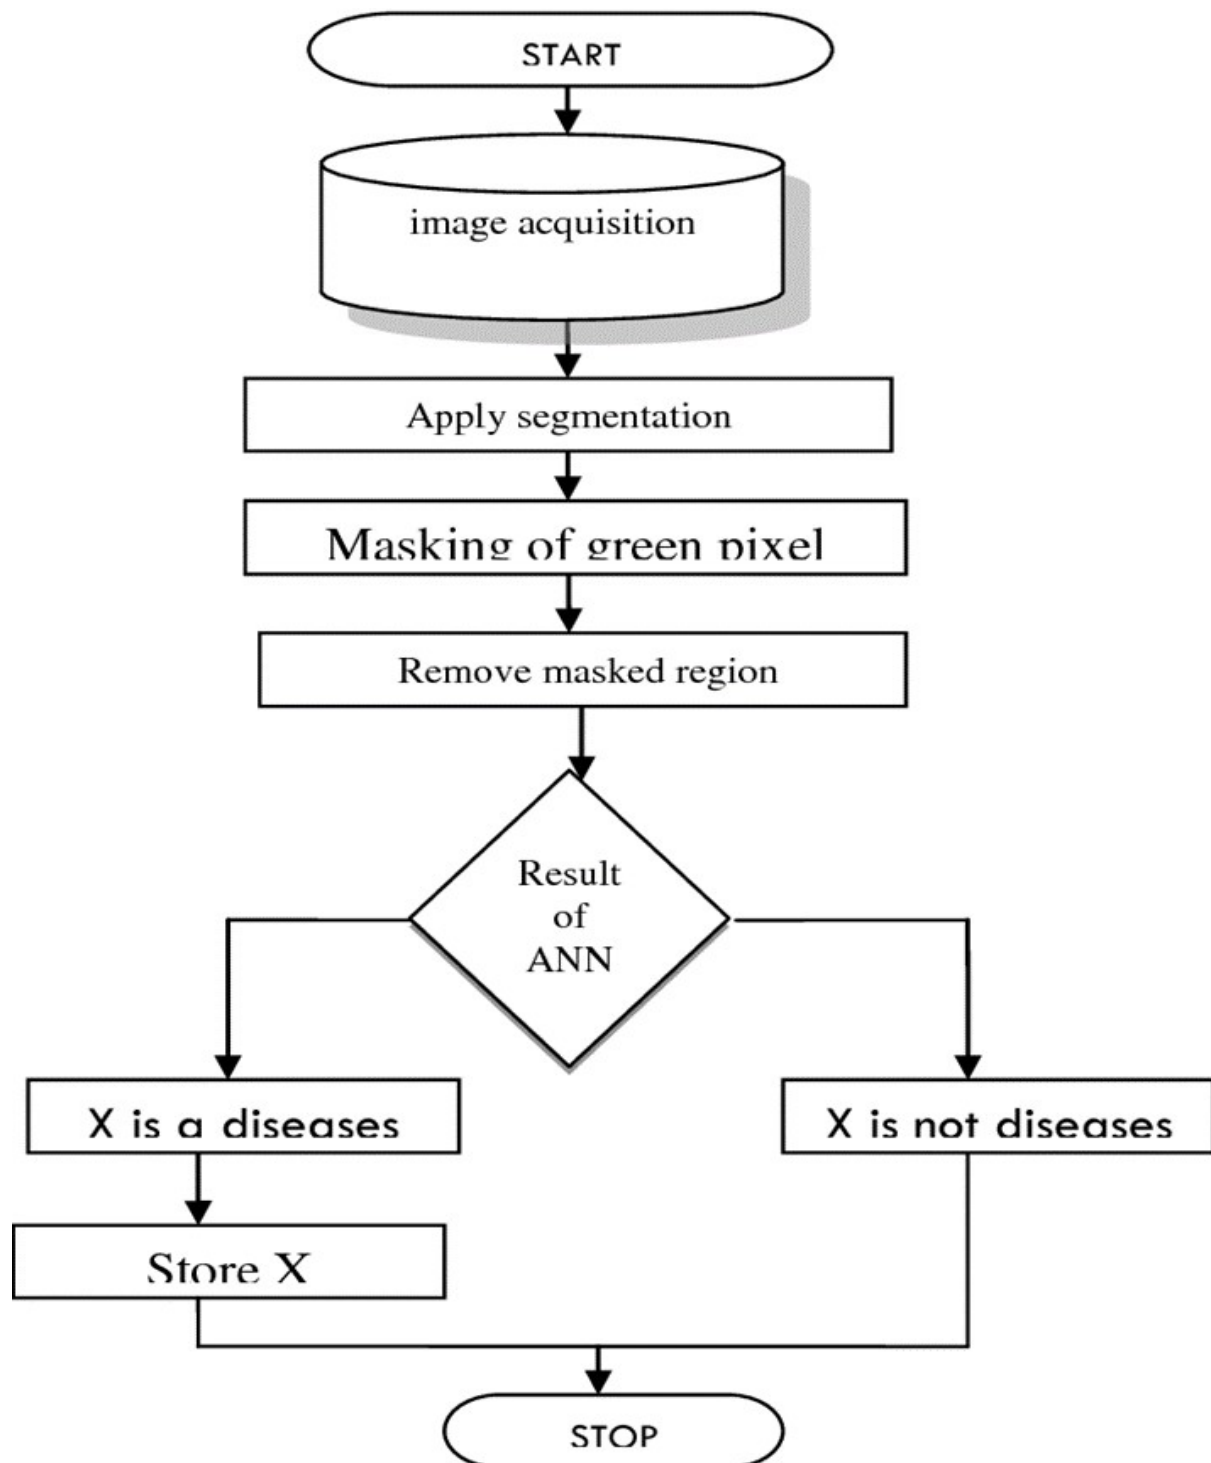 START
image acquisition
Apply segmentation
Masking of green pixel
Remove masked region
Result
of
ANN
X is a diseases
X is not diseases
Store X
STOP